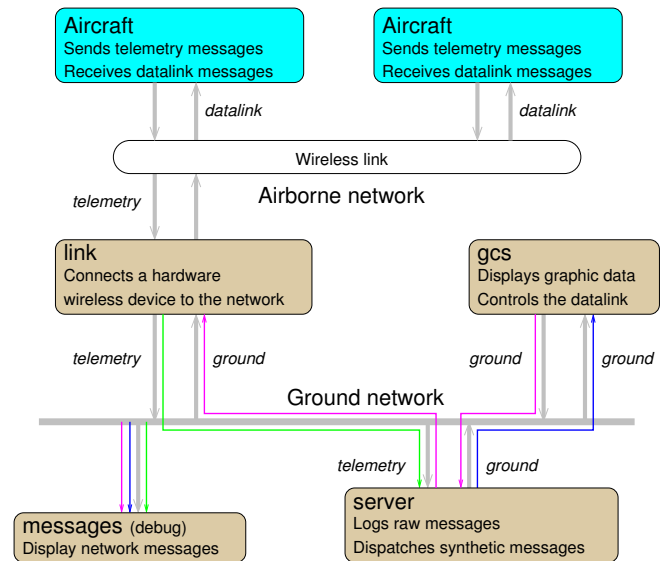 Aircraft
Sends telemetry messages
Receives datalink messages
Aircraft
Sends telemetry messages
Receives datalink messages
datalink
datalink
Wireless link
telemetry
Airborne network
link
Connects a hardware
wireless device to the network
gcs
Displays graphic data
Controls the datalink
telemetry
ground
ground
ground
Ground network
telemetry
ground
messages (debug)
Display network messages
server
Logs raw messages
Dispatches synthetic messages